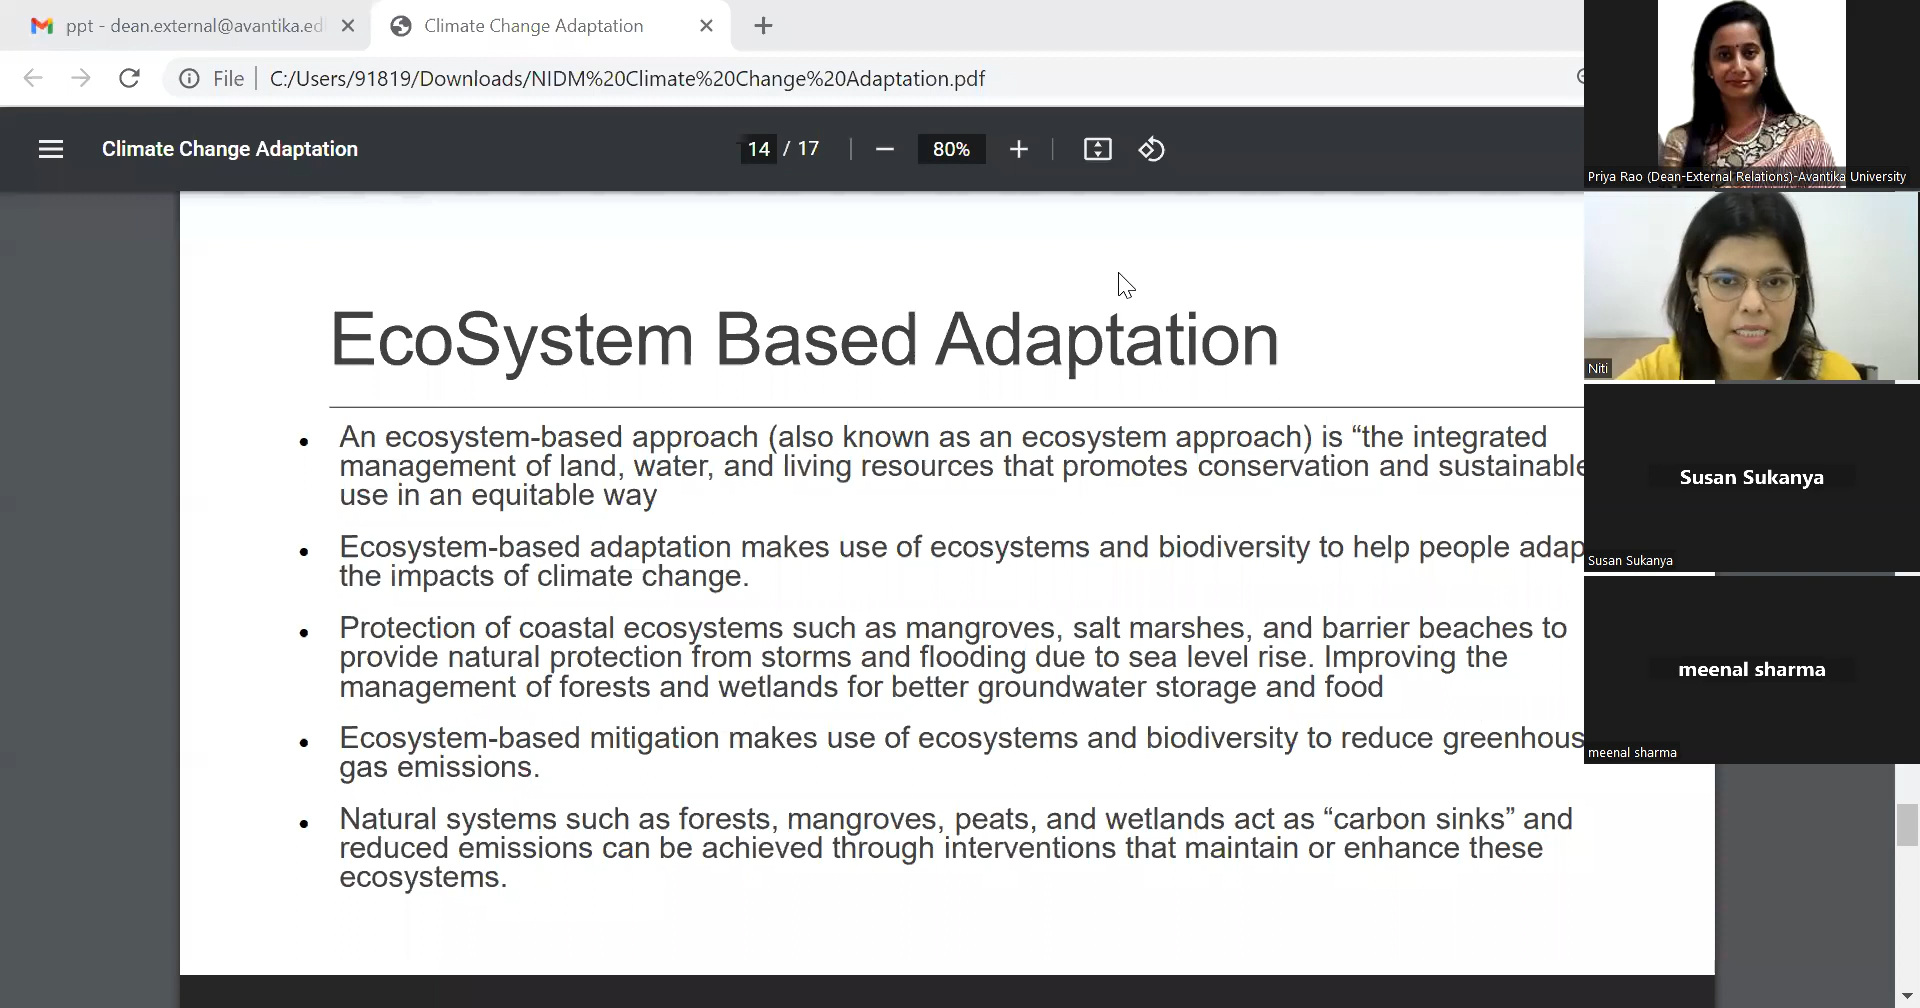 ppt - dean.external@avantika.ed
Climate Change Adaptation
File
C:/Users/91819/Downloads/NIDM%20Climate%20Change%20Adaptation.pdf
Climate Change Adaptation
14 / 17
80%
EcoSystem Based Adaptation
• An ecosystem-based approach (also known as an ecosystem approach) is “the integrated
management of land, water, and living resources that promotes conservation and sustainable
use in an equitable way
• Ecosystem-based adaptation makes use of ecosystems and biodiversity to help people adap
the impacts of climate change.
• Protection of coastal ecosystems such as mangroves, salt marshes, and barrier beaches to
provide natural protection from storms and flooding due to sea level rise. Improving the
management of forests and wetlands for better groundwater storage and food
• Ecosystem-based mitigation makes use of ecosystems and biodiversity to reduce greenhous
gas emissions.
• Natural systems such as forests, mangroves, peats, and wetlands act as “carbon sinks” and
reduced emissions can be achieved through interventions that maintain or enhance these
ecosystems.
Priya Rao (Dean-External Relations)-Avantika University
Niti
Susan Sukanya
Susan Sukanya
meenal sharma
meenal sharma